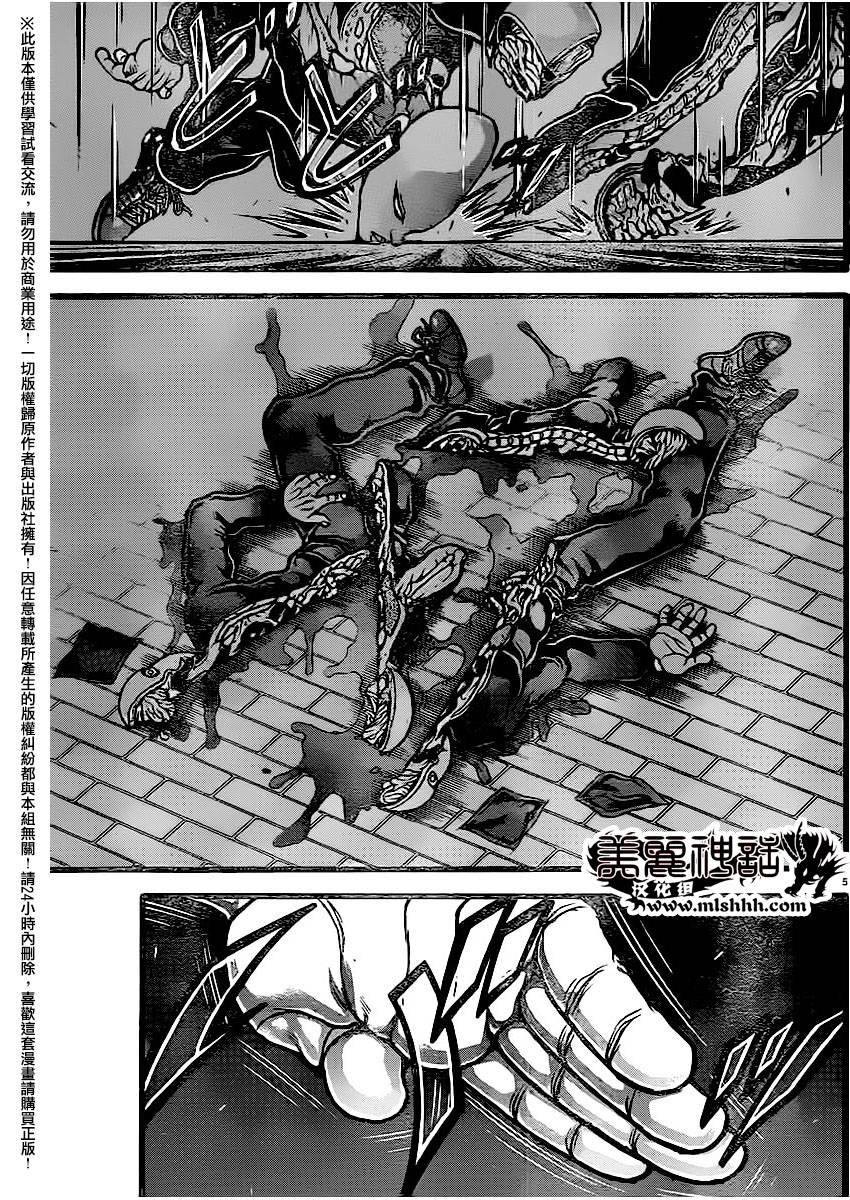 ※此版本僅供學習試看交流，請勿用於商業用途！一切版權歸原作者與出版社擁有！因任意轉載所產生的版權糾紛都與本組無關！請24小時內刪除，喜歡這套漫畫請購買正版！
ドドッ
美麗神話
汉化组
www.mlshhh.com
5